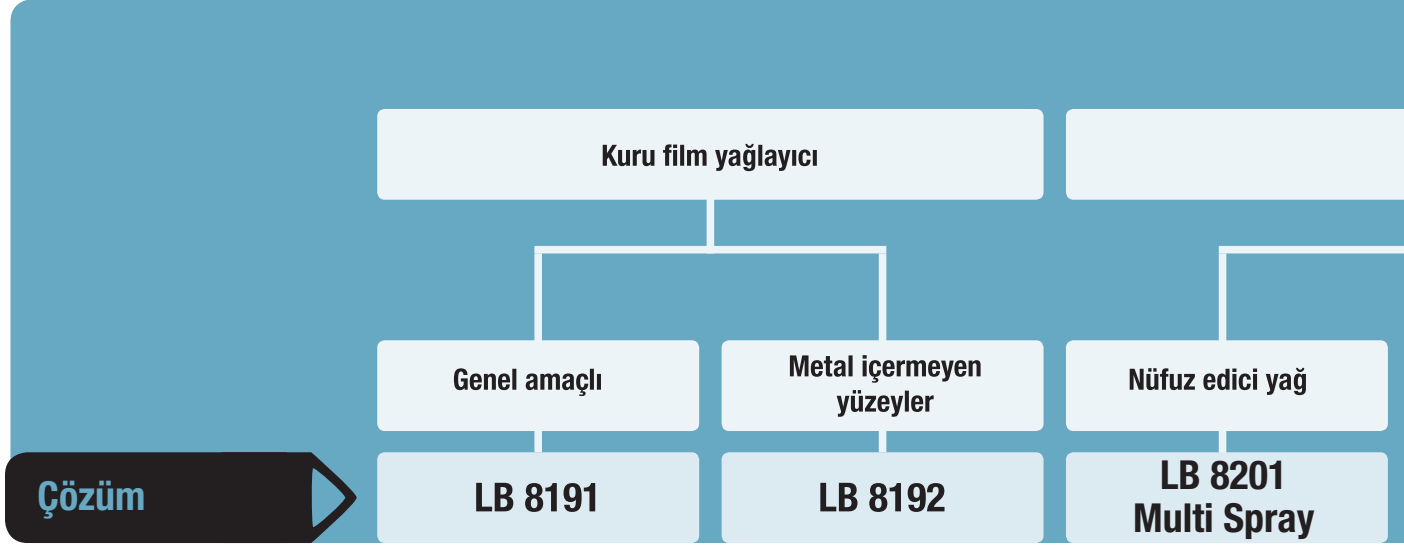 Kuru film yağlayıcı
Genel amaçlı
Metal içermeyen
yüzeyler
Nüfuz edici yağ
Çözüm
LB 8191
LB 8192
LB 8201
Multi Spray